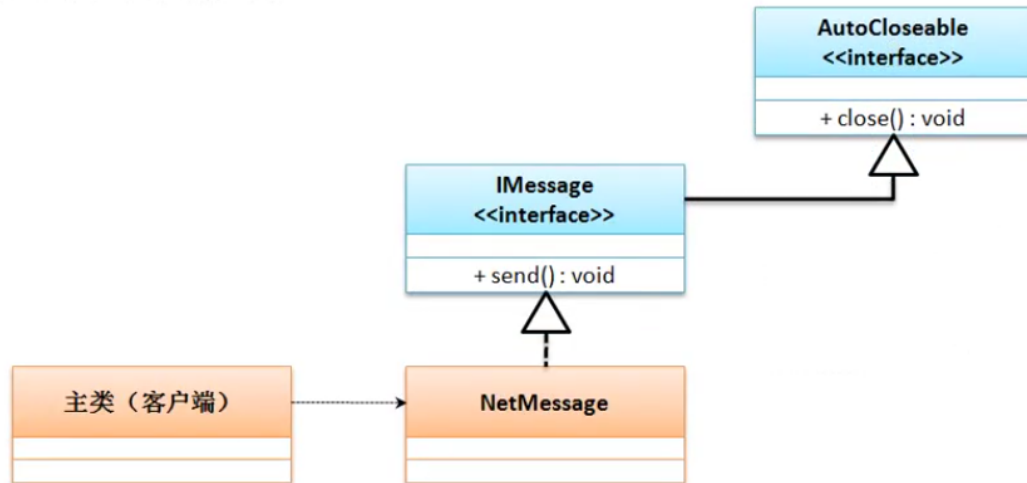 AutoCloseable
<<interface>>
+ close() : void
IMessage
<<interface>>
+ send() : void
主类（客户端）
NetMessage